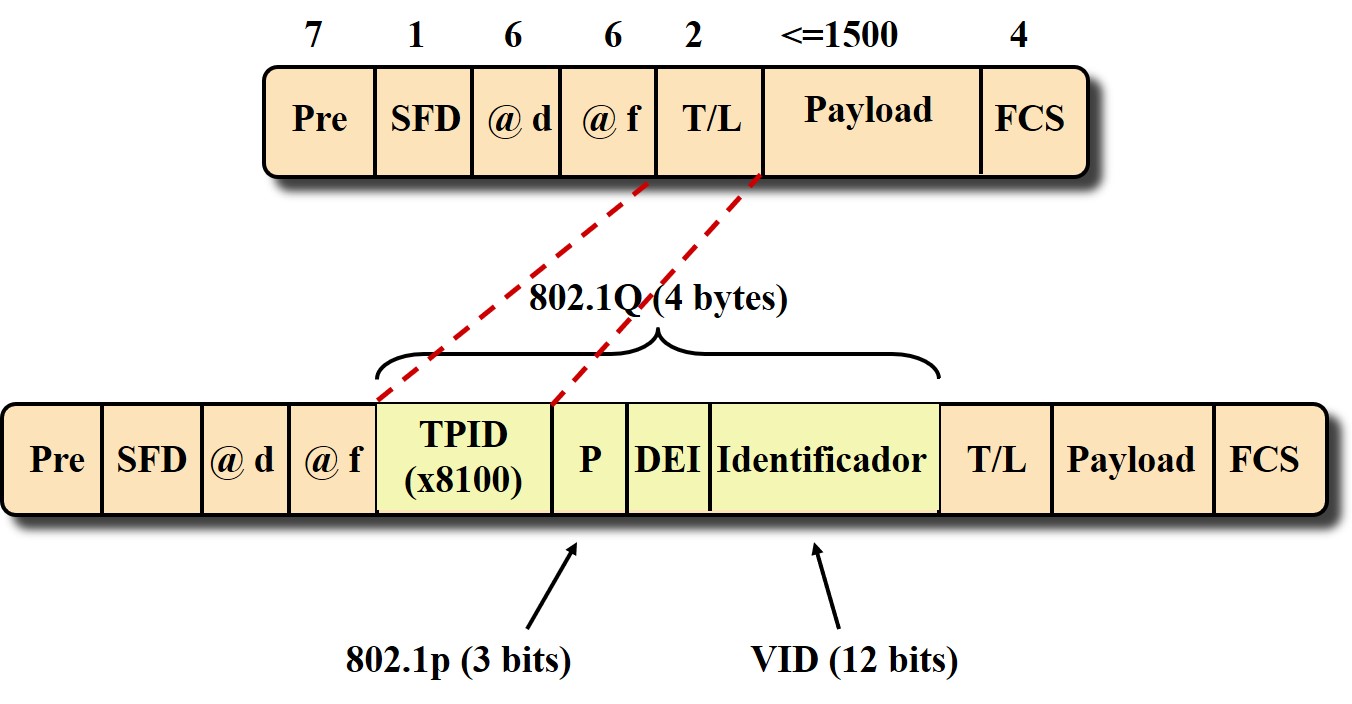 7 1 6 6 2 <=1500 4
Pre SFD @ d @ f T/L Payload FCS
802.1Q (4 bytes)
Pre SFD @ d @ f TPID (x8100) P DEI Identificador T/L Payload FCS
802.1p (3 bits) VID (12 bits)